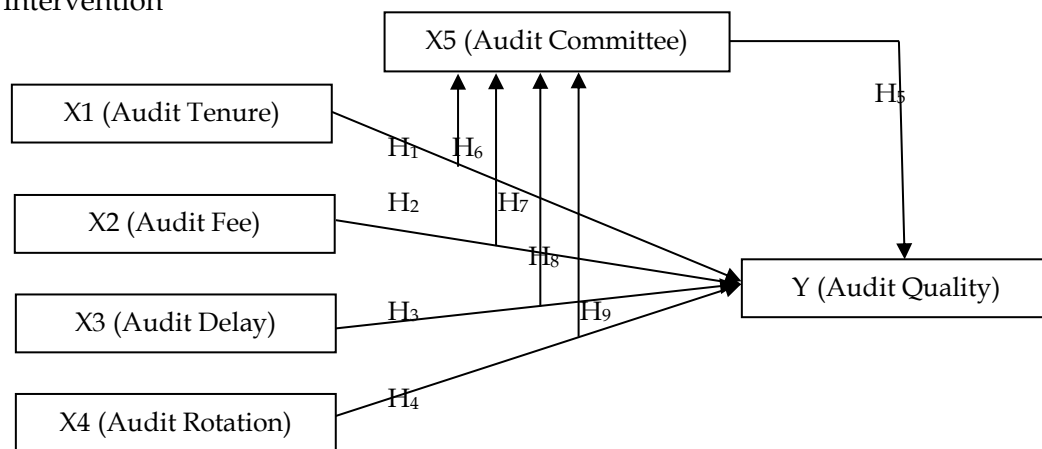 intervention
X5 (Audit Committee)
H₅
X1 (Audit Tenure)
H₁
H₆
X2 (Audit Fee)
H₂
H₇
H₈
Y (Audit Quality)
X3 (Audit Delay)
H₃
H₉
X4 (Audit Rotation)
H₄